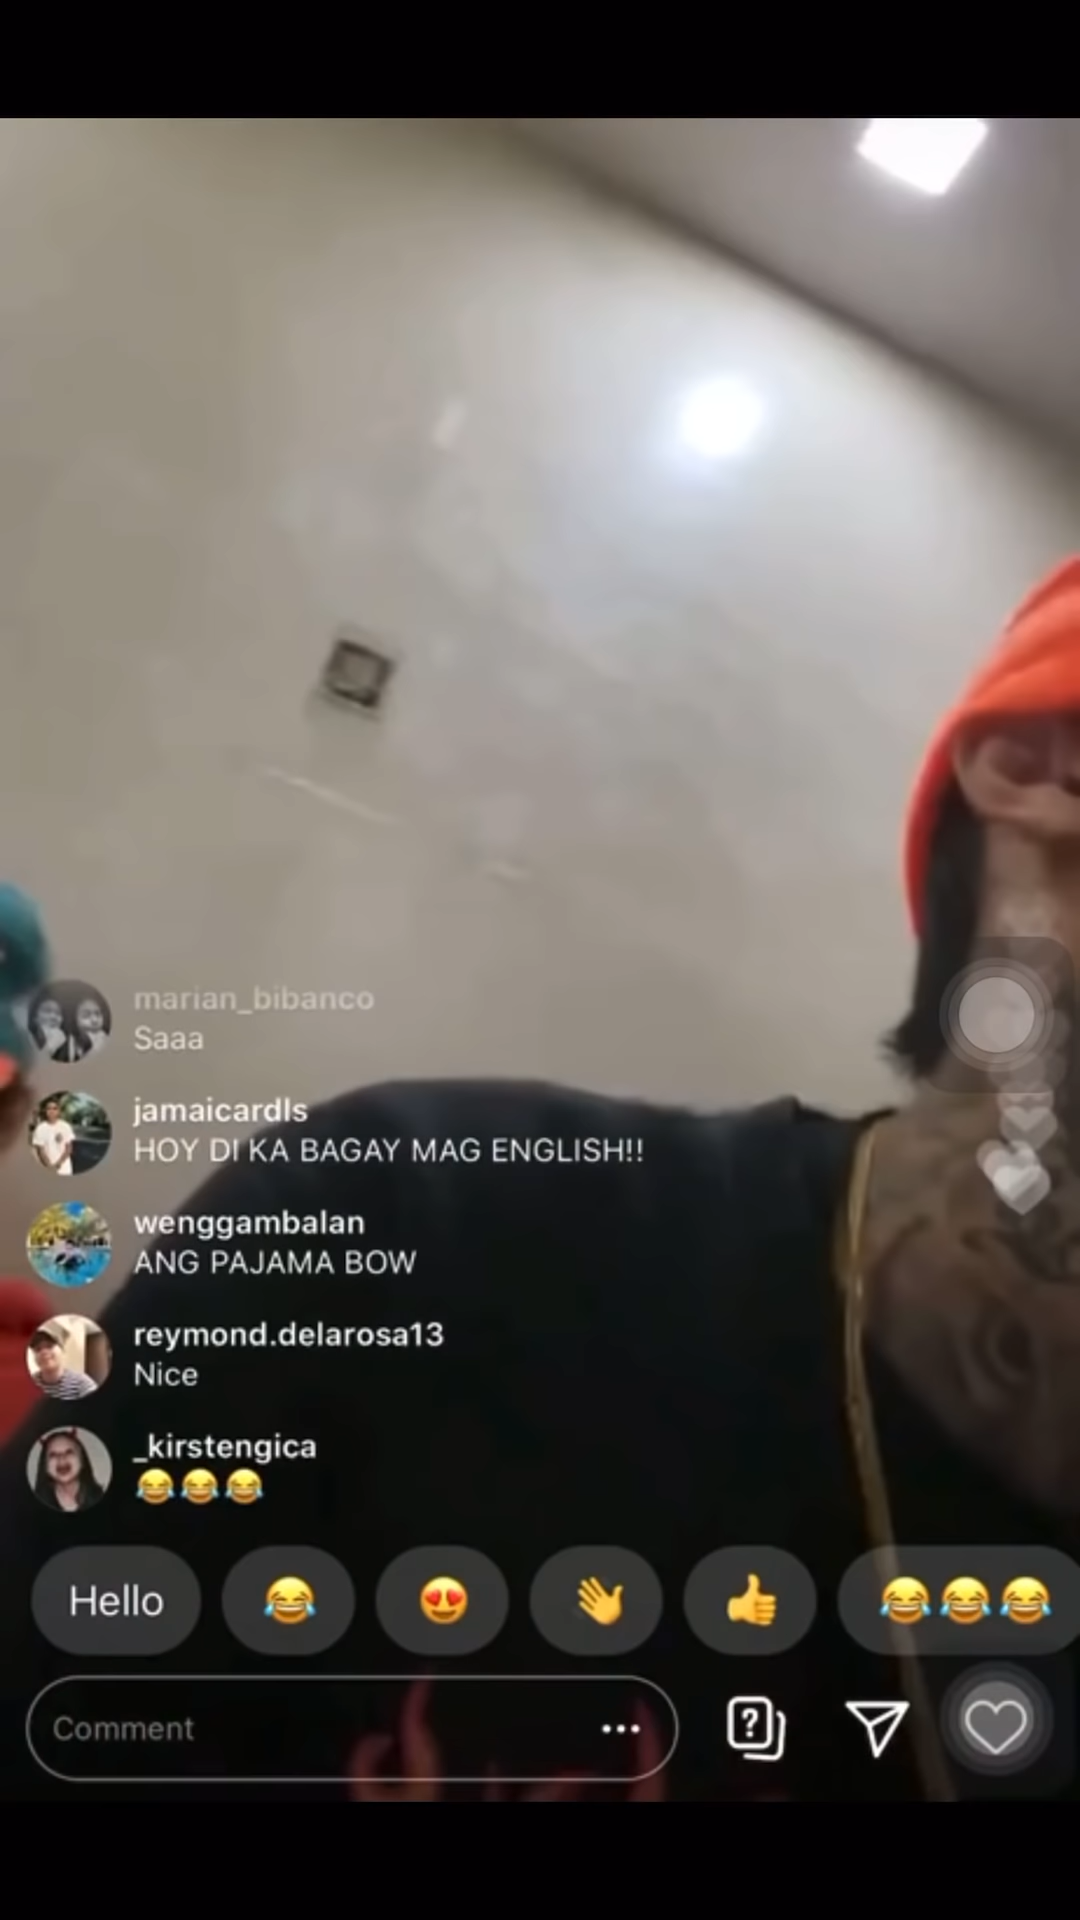 marian_bibanco
Saaa
jamaicardls
HOY DI KA BAGAY MAG ENGLISH!!
wenggambalan
ANG PAJAMA BOW
reymond.delarosa13
Nice
_kirstengica
😂😂😂
Hello 😂 😍 👋 👍 😂😂😂
Comment